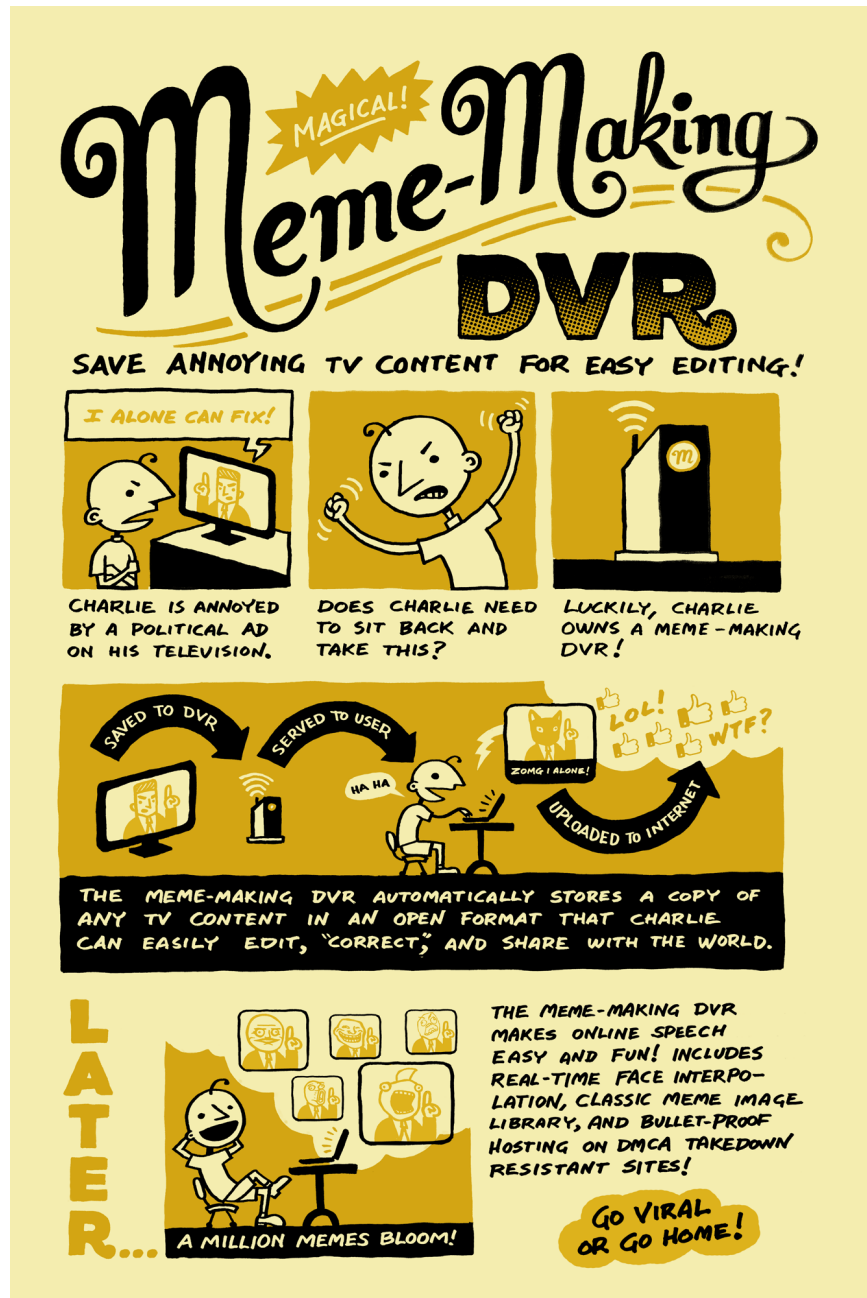 MAGICAL!
Meme-Making
DVR
SAVE ANNOYING TV CONTENT FOR EASY EDITING!
I ALONE CAN FIX!
CHARLIE IS ANNOYED
BY A POLITICAL AD
ON HIS TELEVISION.
DOES CHARLIE NEED
TO SIT BACK AND
TAKE THIS?
m
LUCKILY, CHARLIE
OWNS A MEME-MAKING
DVR!
SAVED TO DVR
SERVED TO USER
HA HA
ZOMG I ALONE!
LOL!
WTF?
UPLOADED TO INTERNET
THE MEME-MAKING DVR AUTOMATICALLY STORES A COPY OF
ANY TV CONTENT IN AN OPEN FORMAT THAT CHARLIE
CAN EASILY EDIT, "CORRECT", AND SHARE WITH THE WORLD.
LATER...
A MILLION MEMES BLOOM!
THE MEME-MAKING DVR
MAKES ONLINE SPEECH
EASY AND FUN! INCLUDES
REAL-TIME FACE INTERPO-
LATION, CLASSIC MEME IMAGE
LIBRARY, AND BULLET-PROOF
HOSTING ON DMCA TAKEDOWN
RESISTANT SITES!
GO VIRAL
OR GO HOME!